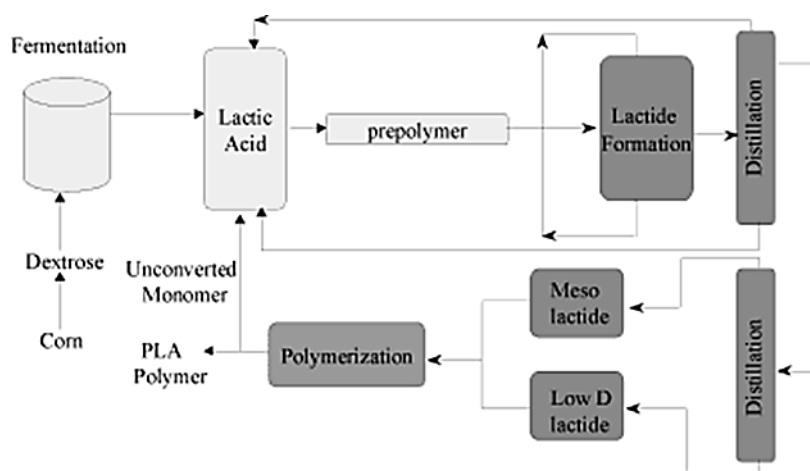 Fermentation
Lactic
Acid
prepolymer
Lactide
Formation
Distillation
Dextrose
Corn
Unconverted
Monomer
PLA
Polymer
Polymerization
Meso
lactide
Low D
lactide
Distillation